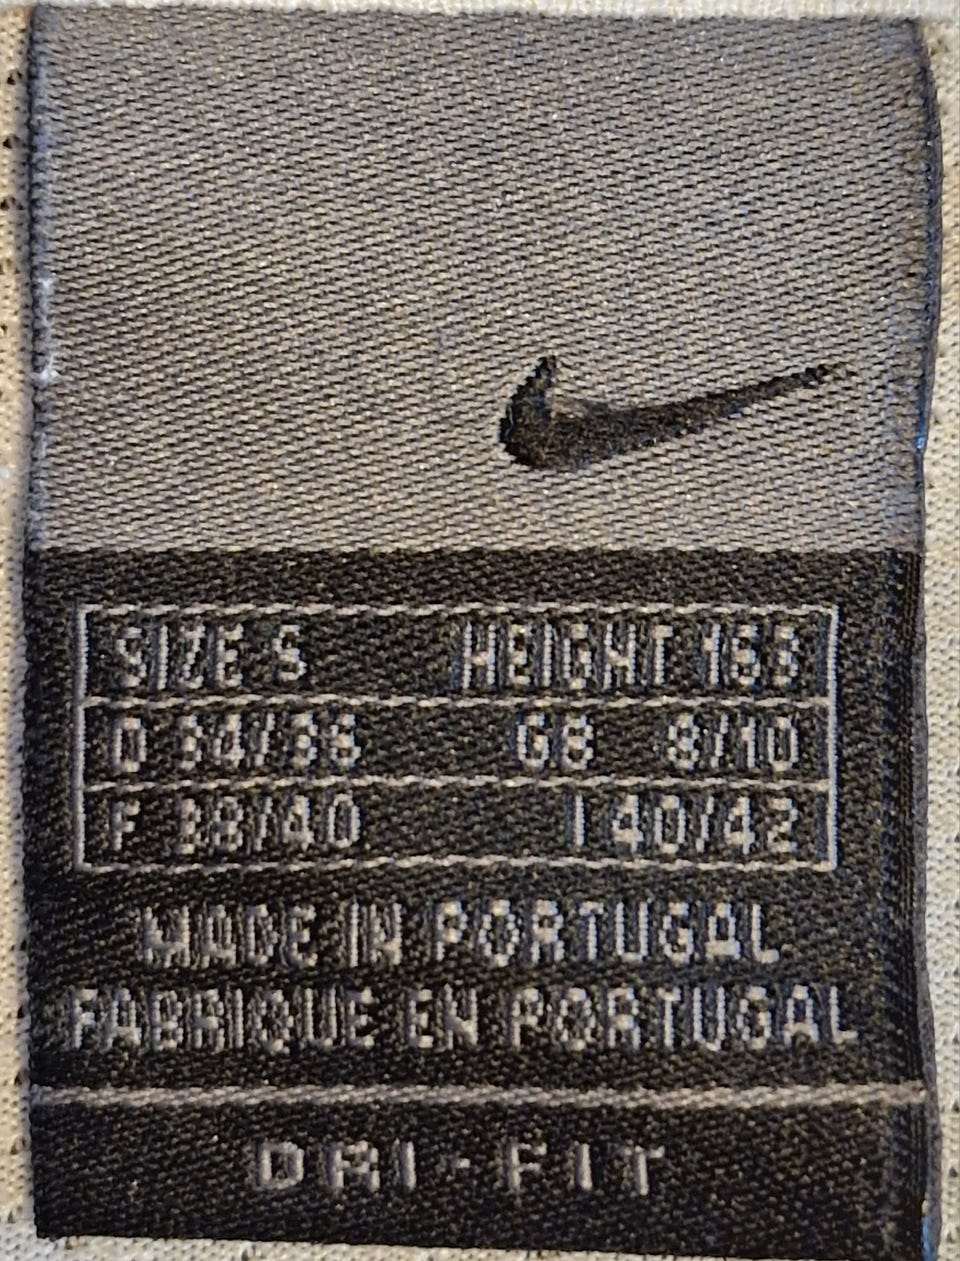 SIZE S HEIGHT 163
D 34/36 GB 8/10
F 38/40 I 40/42
MADE IN PORTUGAL
FABRIQUE EN PORTUGAL
DRI-FIT